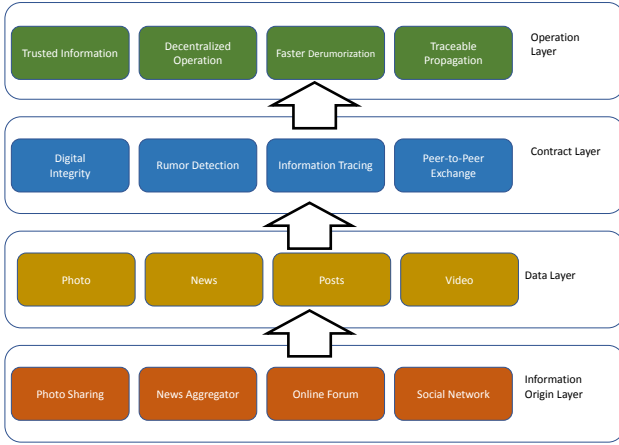 Trusted Information
Decentralized
Operation
Faster Derumorization
Traceable
Propagation
Operation
Layer
Digital
Integrity
Rumor Detection
Information Tracing
Peer-to-Peer
Exchange
Contract Layer
Photo
News
Posts
Video
Data Layer
Photo Sharing
News Aggregator
Online Forum
Social Network
Information
Origin Layer